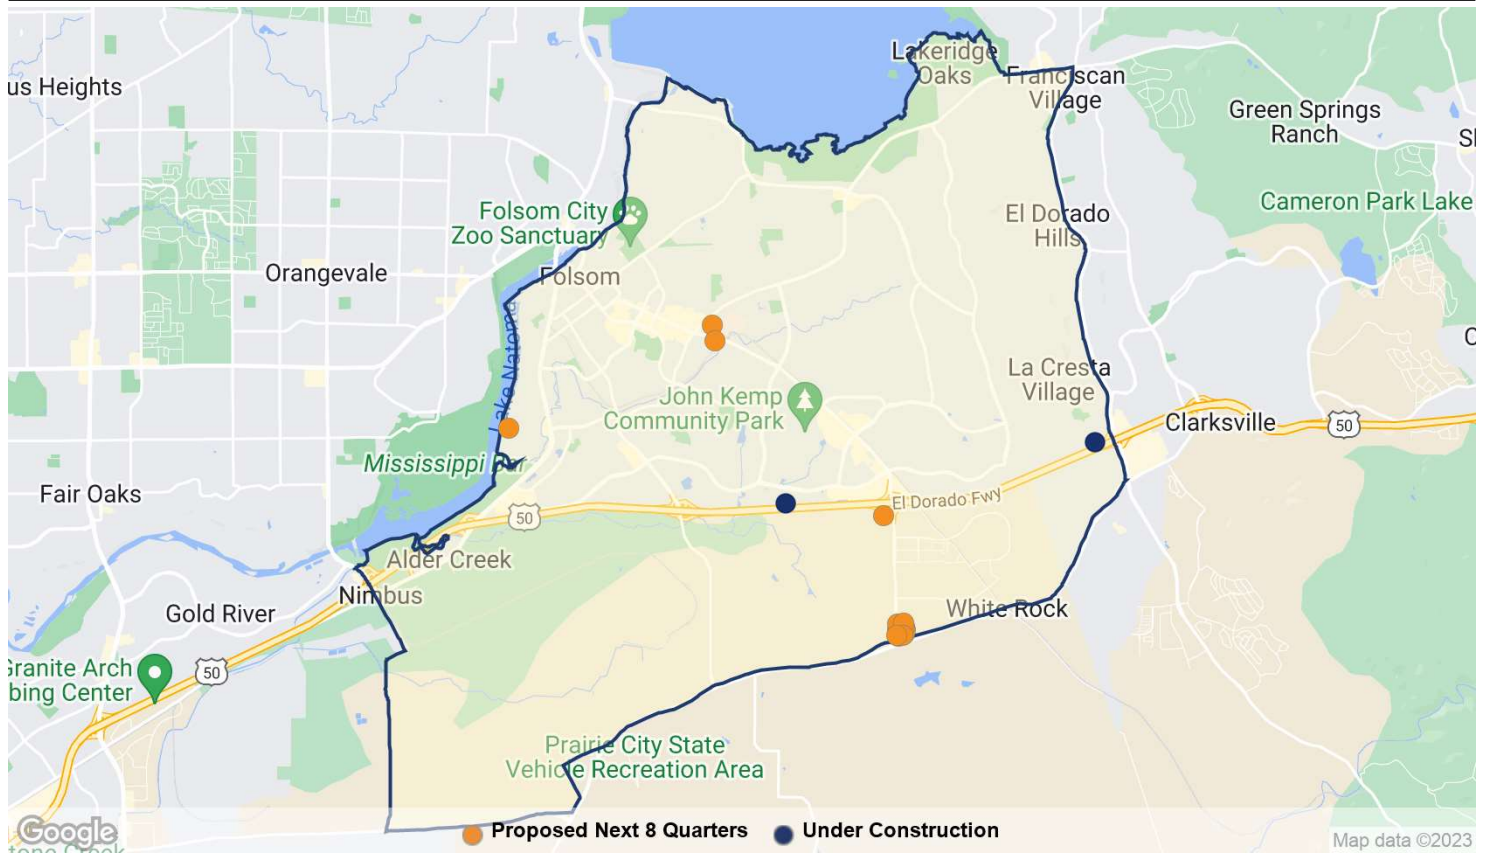 Lakeridge
Oaks
Franciscan
Village
us Heights
Green Springs
Ranch
Folsom City
Zoo Sanctuary
El Dorado
Hills
Cameron Park Lake
Orangevale
Folsom
Lake Natoma
La Cresta
Village
John Kemp
Community Park
Clarksville
50
Mississippi Bar
Fair Oaks
El Dorado Fwy
50
Alder Creek
Nimbus
White Rock
Gold River
Granite Arch
bing Center
50
Prairie City State
Vehicle Recreation Area
Google
Proposed Next 8 Quarters
Under Construction
Map data ©2023